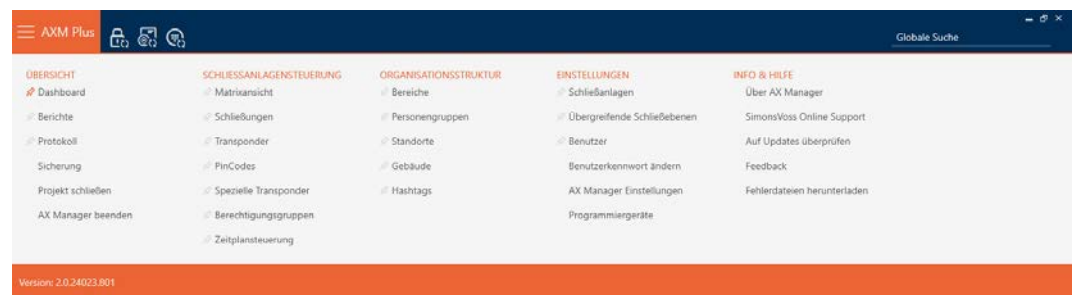 AXM Plus
Globale Suche
ÜBERSICHT
Dashboard
Berichte
Protokoll
Sicherung
Projekt schließen
AX Manager beenden
SCHLIESSANLAGENSTEUERUNG
Matrixansicht
Schließungen
Transponder
PinCodes
Spezielle Transponder
Berechtigungsgruppen
Zeitplansteuerung
ORGANISATIONSSTRUKTUR
Bereiche
Personengruppen
Standorte
Gebäude
Hashtags
EINSTELLUNGEN
Schließanlagen
Übergreifende Schließebenen
Benutzer
Benutzerkennwort ändern
AX Manager Einstellungen
Programmiergeräte
INFO & HILFE
Über AX Manager
SimonsVoss Online Support
Auf Updates überprüfen
Feedback
Fehlerdateien herunterladen
Version: 2.0.24023.801